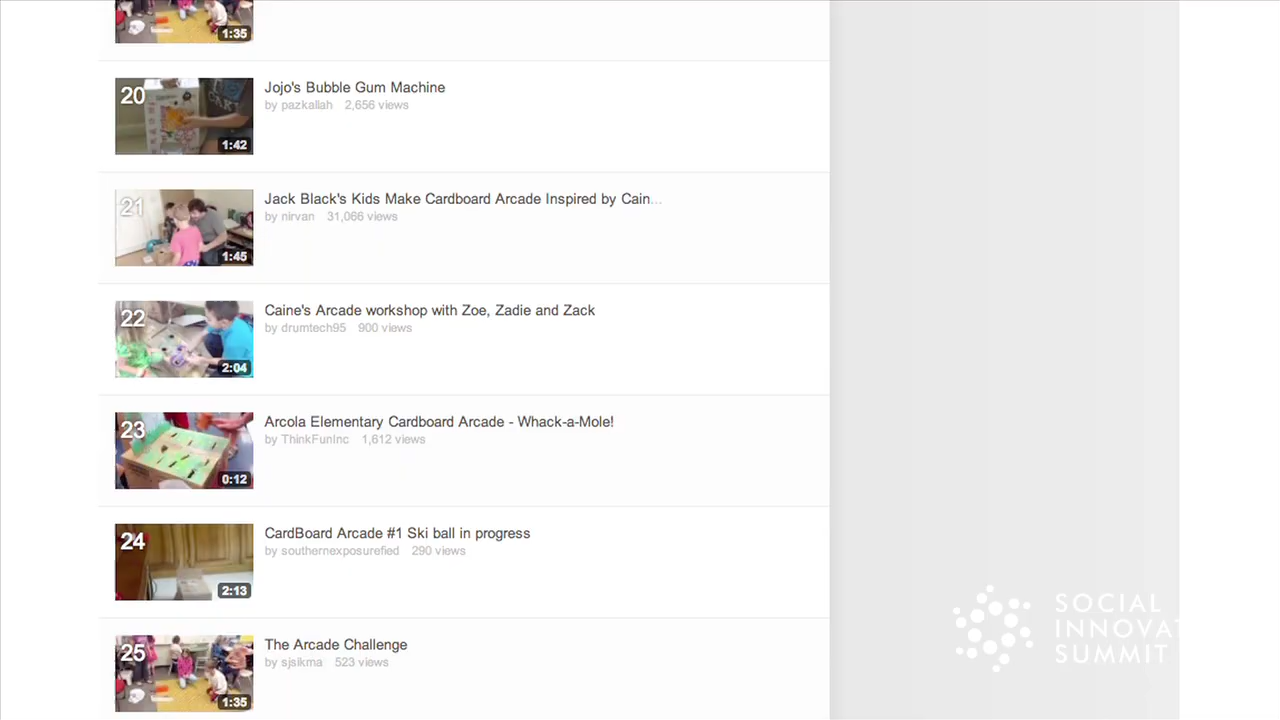 1:35
20
1:42
Jojo's Bubble Gum Machine
by pazkallah 2,656 views
21
1:45
Jack Black's Kids Make Cardboard Arcade Inspired by Cain...
by nirvan 31,066 views
22
2:04
Caine's Arcade workshop with Zoe, Zadie and Zack
by drumtech95 900 views
23
0:12
Arcola Elementary Cardboard Arcade - Whack-a-Mole!
by ThinkFunInc 1,612 views
24
2:13
CardBoard Arcade #1 Ski ball in progress
by southernexposurefied 290 views
25
1:35
The Arcade Challenge
by sjsikma 523 views
SOCIAL
INNOVAT
SUMMIT